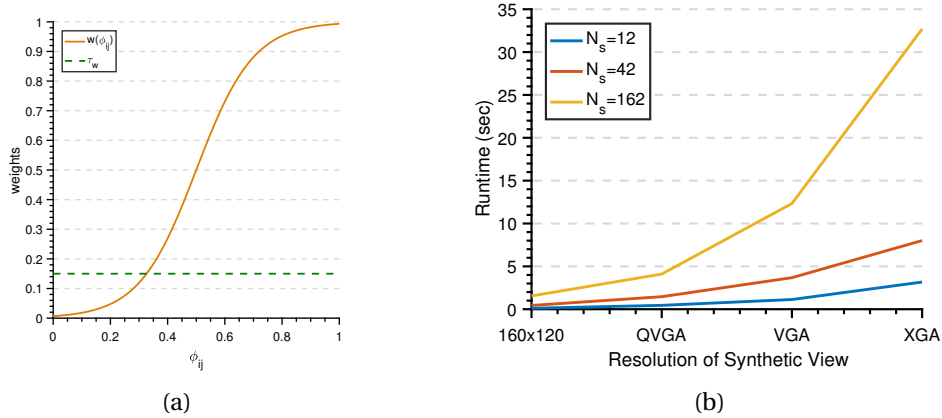 1
0.9
0.8
0.7
0.6
0.5
0.4
0.3
0.2
0.1
0
weights
w(ϕij)
τw
0 0.2 0.4 0.6 0.8 1
ϕij
(a)
35
30
25
20
15
10
5
0
Runtime (sec)
Ns=12
Ns=42
Ns=162
160x120 QVGA VGA XGA
Resolution of Synthetic View
(b)